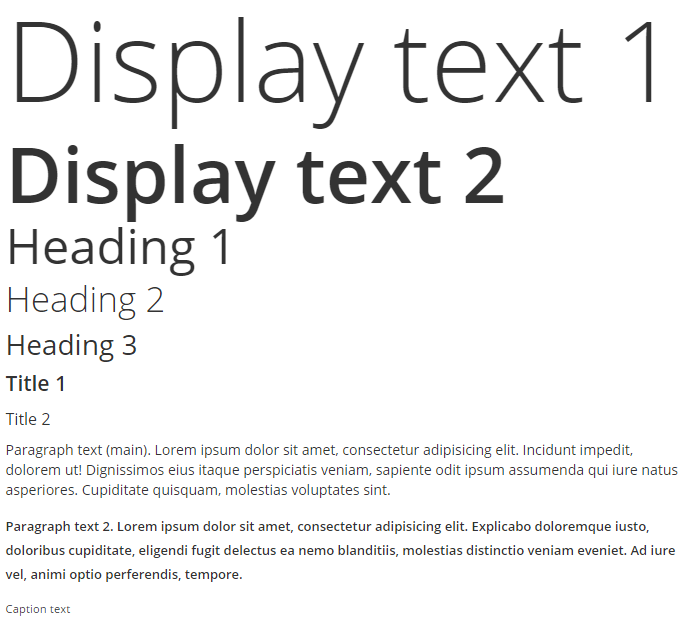 Display text 1
Display text 2
Heading 1
Heading 2
Heading 3
Title 1
Title 2
Paragraph text (main). Lorem ipsum dolor sit amet, consectetur adipisicing elit. Incidunt impedit,
dolorem ut! Dignissimos eius itaque perspiciatis veniam, sapiente odit ipsum assumenda qui iure natus
asperiores. Cupiditate quisquam, molestias voluptates sint.
Paragraph text 2. Lorem ipsum dolor sit amet, consectetur adipisicing elit. Explicabo doloremque iusto,
doloribus cupiditate, eligendi fugit delectus ea nemo blanditiis, molestias distinctio veniam eveniet. Ad iure
vel, animi optio perferendis, tempore.
Caption text